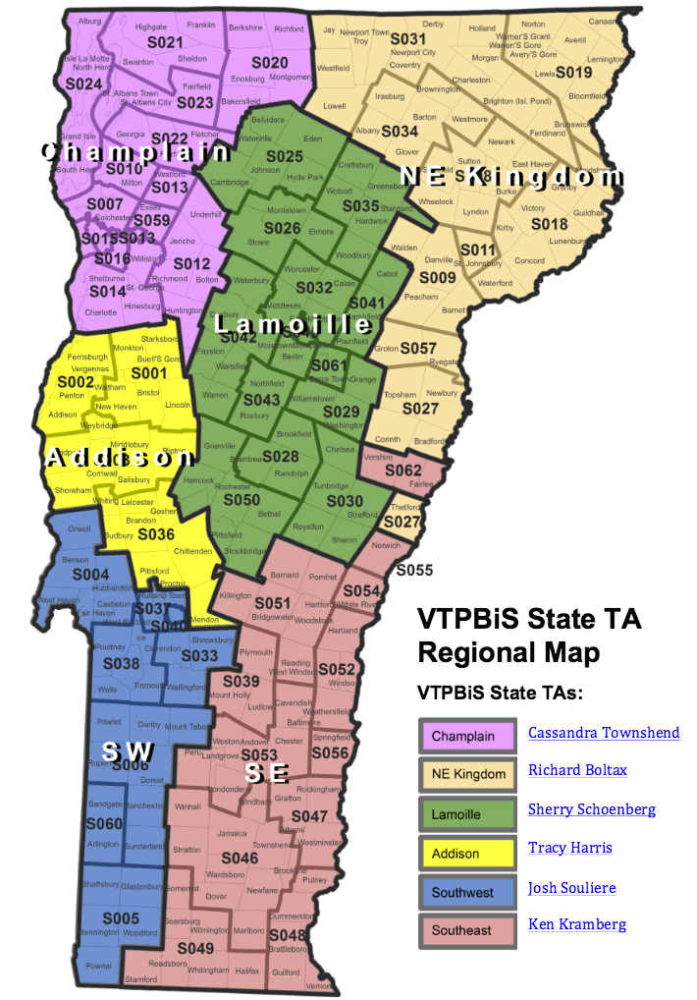 Alburg
Highgate
Franklin
Berkshire
Richford
S021
Isle La Motte
North Hero
Swanton
Sheldon
S020
Enosburg
Montgomery
S024
St. Albans Town
St. Albans City
Fairfield
S023
Bakersfield
Jay
Newport Town
Troy
Derby
S031
Newport City
Coventry
Westfield
Lowell
Holland
Morgan
Norton
Warner'S Grant
Warren'S Gore
Avery'S Gore
Averill
Canaan
Lemington
Lewis
S019
Bloomfield
Charleston
Brighton (Isl. Pond)
Brunswick
Ferdinand
Irasburg
Brownington
Barton
Westmore
Albany
S034
Glover
Newark
Sutton
East Haven
Burke
Granby
Guildhall
NE Kingdom
Wheelock
Lyndon
Victory
Kirby
S018
Lunenburg
Concord
Grand Isle
South Hero
Georgia
S022
Fletcher
Champlain
S010
Milton
Westford
S013
S007
Colchester
Essex
S059
Underhill
S015
S013
Jericho
S016
Williston
S012
Richmond
Bolton
Shelburne
St. George
S014
Charlotte
Hinesburg
Huntington
Belvidere
Waterville
Eden
S025
Johnson
Hyde Park
Cambridge
Craftsbury
Greensboro
Wolcott
S035
Stannard
Hardwick
Morristown
S026
Elmore
Stowe
Woodbury
Worcester
Waterbury
S032
Calais
Cabot
S041
Middlesex
Lamoille
S042
Plainfield
Fayston
Berlin
S061
Waitsfield
Orange
Warren
Northfield
S043
Roxbury
Williamstown
S029
Washington
Brookfield
Chelsea
Granville
Braintree
S028
Randolph
Hancock
Rochester
S050
Bethel
Tunbridge
S030
Strafford
Royalton
Sharon
Pittsfield
Stockbridge
Walden
Danville
S011
St. Johnsbury
S009
Waterford
Peacham
Barnet
Groton
S057
Ryegate
Topsham
Newbury
S027
Corinth
Bradford
Vershire
S062
Fairlee
Thetford
S027
Norwich
S055
Starksboro
Monkton
Ferrisburgh
Buell'S Gore
Vergennes
S001
S002
Waltham
Panton
Bristol
New Haven
Lincoln
Addison
Weybridge
Middlebury
Ripton
Addison
Cornwall
Salisbury
Shoreham
Whiting
Leicester
Goshen
Brandon
Sudbury
S036
Chittenden
Pittsford
Proctor
Mendon
Orwell
Benson
S004
Hubbardton
West Haven
Castleton
Fair Haven
Rutland Town
S037
S040
Ira
Clarendon
Shrewsbury
Poultney
S033
S038
Tinmouth
Wallingford
Wells
Pawlet
Danby
Mount Tabor
SW
S006
Dorset
Sandgate
Manchester
S060
Arlington
Sunderland
Shaftsbury
Glastenbury
S005
Bennington
Woodford
Pownal
Barnard
Pomfret
Killington
S051
S054
Hartford
White River
Bridgewater
Woodstock
Hartland
Plymouth
Reading
West Windsor
S052
S039
Windsor
Mount Holly
Ludlow
Cavendish
Weathersfield
Baltimore
Weston
Andover
Chester
Springfield
Peru
Landgrove
S053
S056
SE
Londonderry
Windham
Grafton
Rockingham
Winhall
S047
Jamaica
Athens
Townshend
Westminster
Stratton
S046
Wardsboro
Brookline
Putney
Somerset
Newfane
Dover
Dummerston
Searsburg
Wilmington
Marlboro
S048
S049
Brattleboro
Readsboro
Whitingham
Halifax
Guilford
Stamford
Vernon
VTPBiS State TA
Regional Map
VTPBiS State TAs:
Champlain Cassandra Townshend
NE Kingdom Richard Boltax
Lamoille Sherry Schoenberg
Addison Tracy Harris
Southwest Josh Souliere
Southeast Ken Kramberg